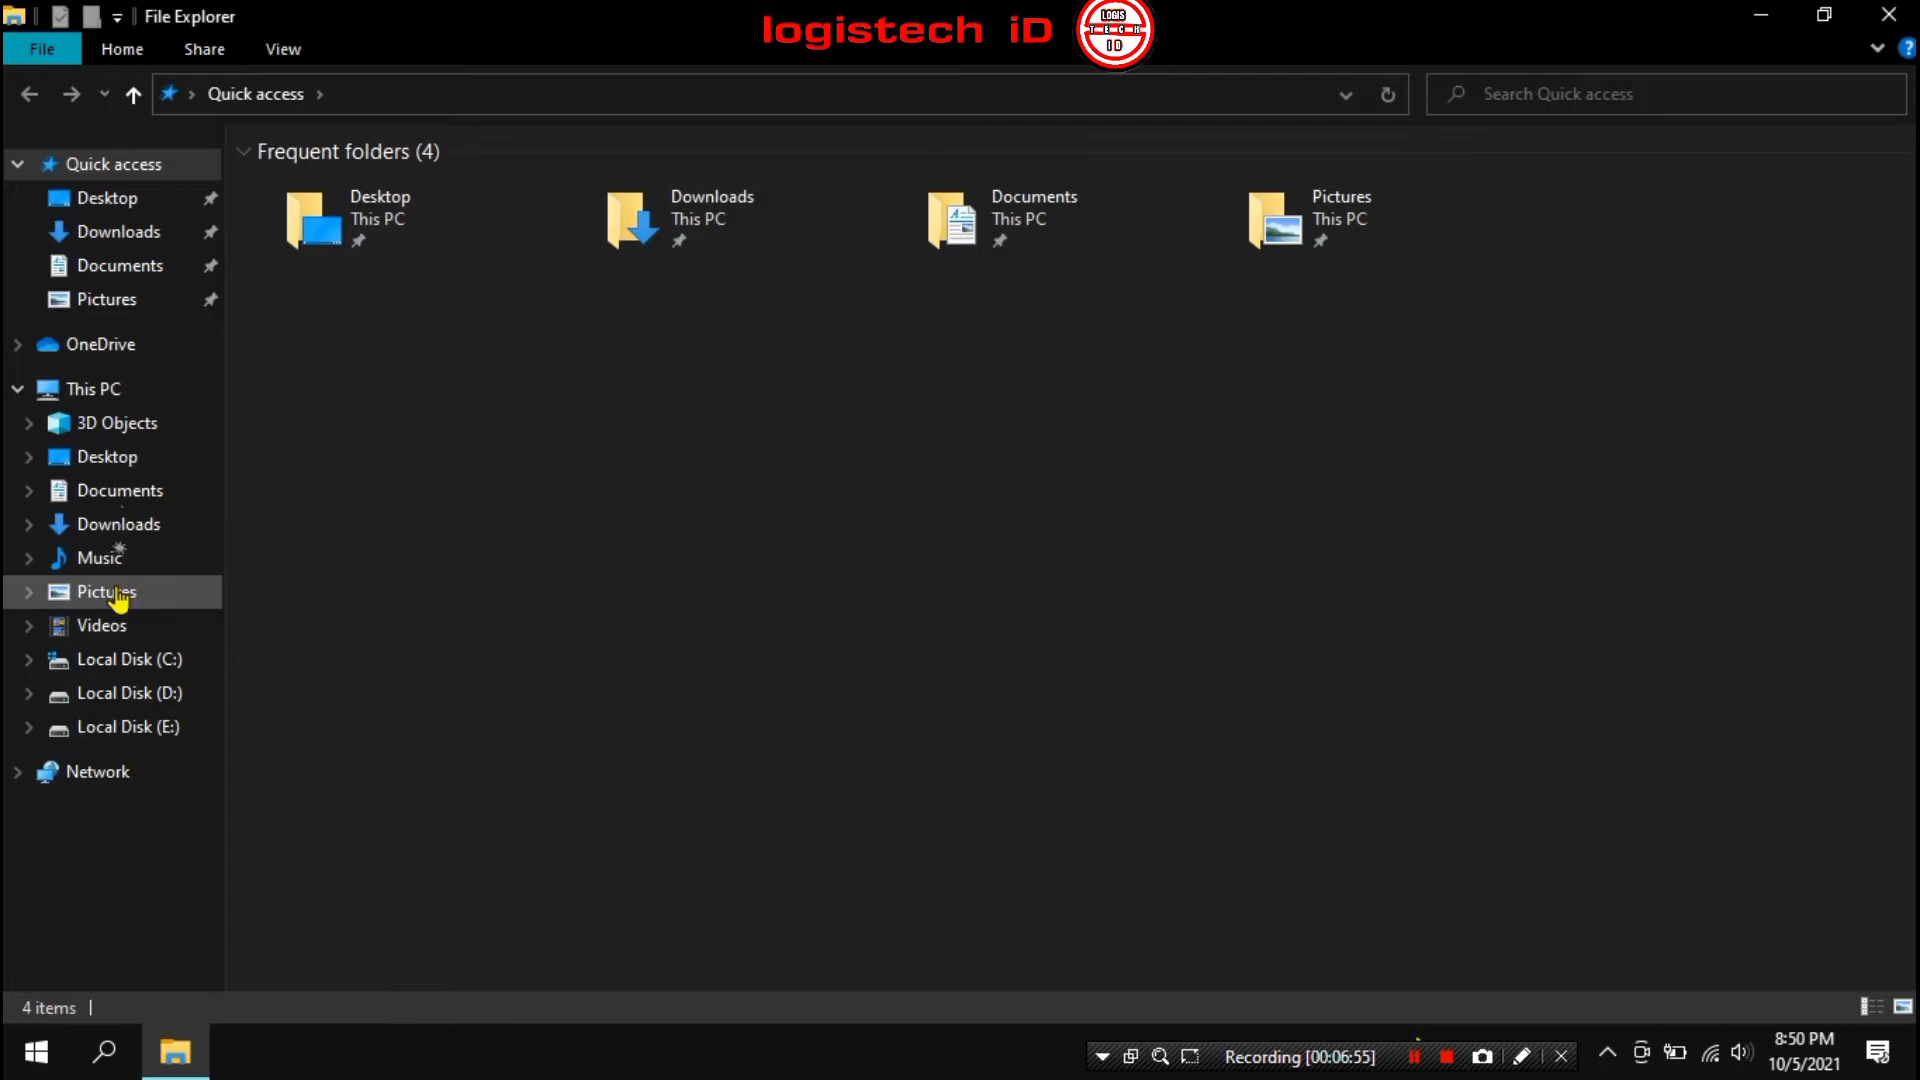 File Explorer
logistech iD
LOGIS
TECH
ID
File
Home
Share
View
?
Quick access
Search Quick access
Quick access
Desktop
Downloads
Documents
Pictures
OneDrive
This PC
3D Objects
Desktop
Documents
Downloads
Music
Pictures
Videos
Local Disk (C:)
Local Disk (D:)
Local Disk (E:)
Network
Frequent folders (4)
Desktop
This PC
Downloads
This PC
Documents
This PC
Pictures
This PC
4 items
Recording [00:06:55]
8:50 PM
10/5/2021